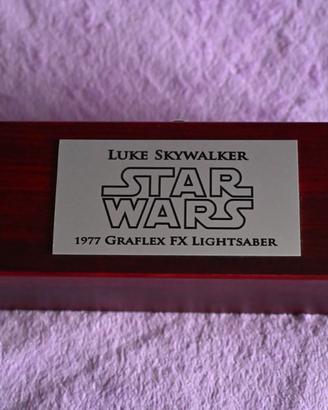 Luke Skywalker
STAR
WARS
1977 Graflex FX Lightsaber